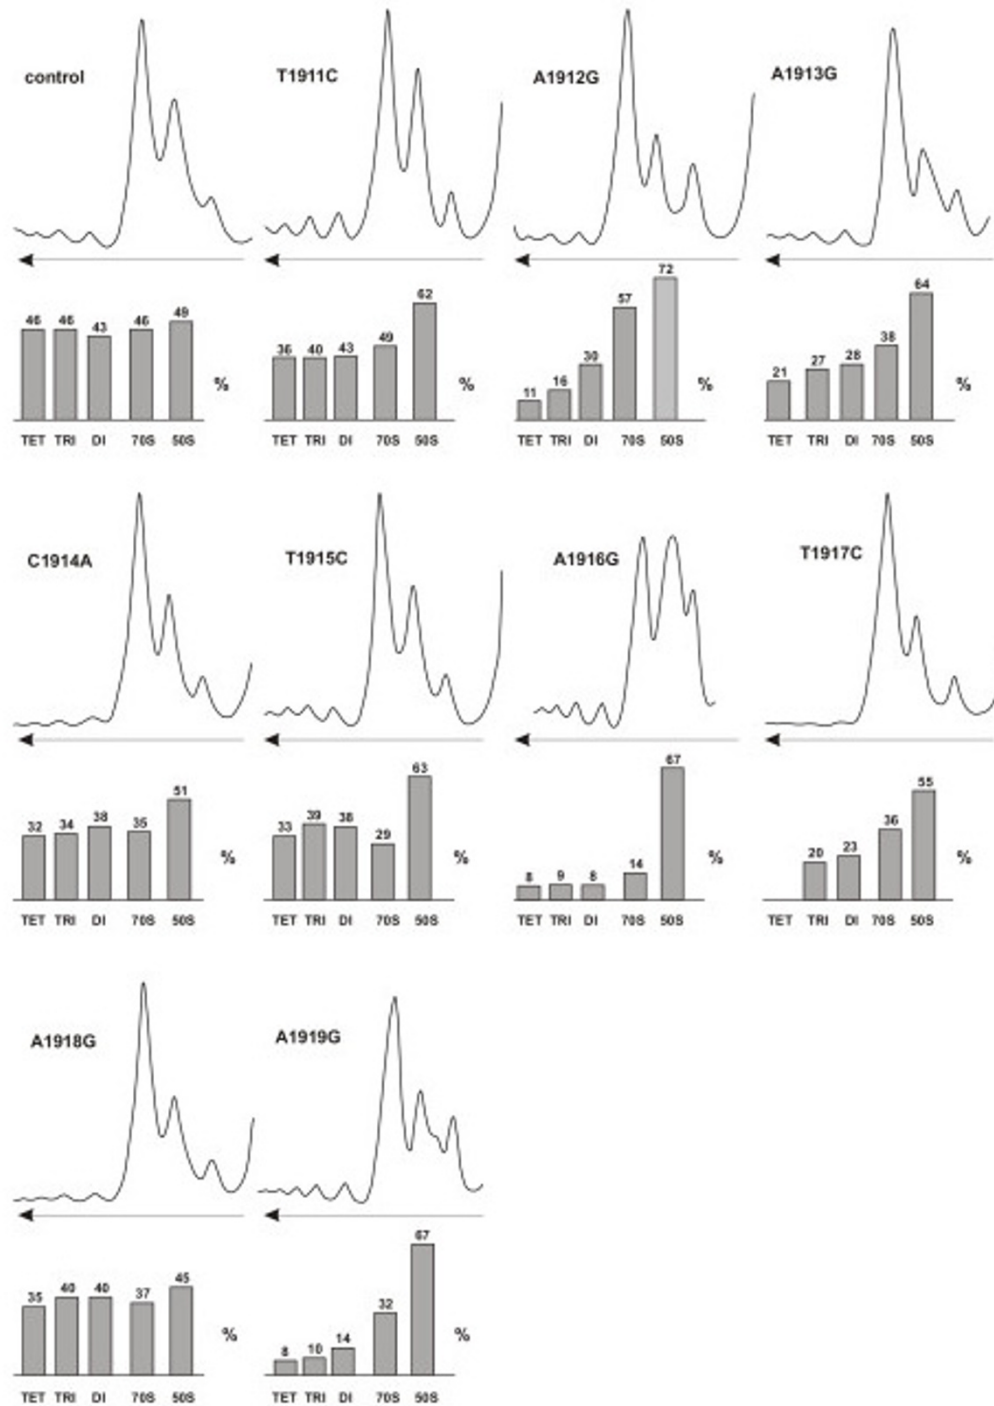 control
T1911C
A1912G
A1913G
46 46 43 46 49
%
TET TRI DI 70S 50S
36 40 43 49 62
%
TET TRI DI 70S 50S
11 16 30 57 72
%
TET TRI DI 70S 50S
21 27 28 38 64
%
TET TRI DI 70S 50S
C1914A
T1915C
A1916G
T1917C
32 34 38 35 51
%
TET TRI DI 70S 50S
33 39 38 29 63
%
TET TRI DI 70S 50S
8 9 8 14 67
%
TET TRI DI 70S 50S
20 23 36 55
%
TET TRI DI 70S 50S
A1918G
A1919G
35 40 40 37 45
%
TET TRI DI 70S 50S
8 10 14 32 67
%
TET TRI DI 70S 50S